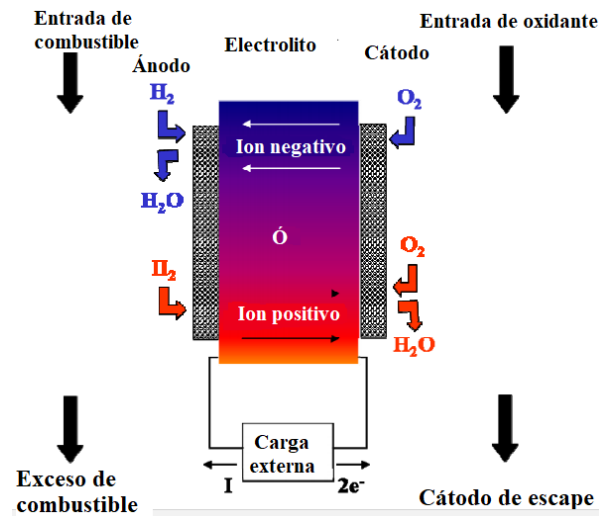 Entrada de
combustible
Electrolito
Entrada de oxidante
Ánodo
Cátodo
H₂
O₂
Ion negativo
H₂O
Ó
H₂
O₂
Ion positivo
H₂O
Carga
externa
I
2e⁻
Exceso de
combustible
Cátodo de escape